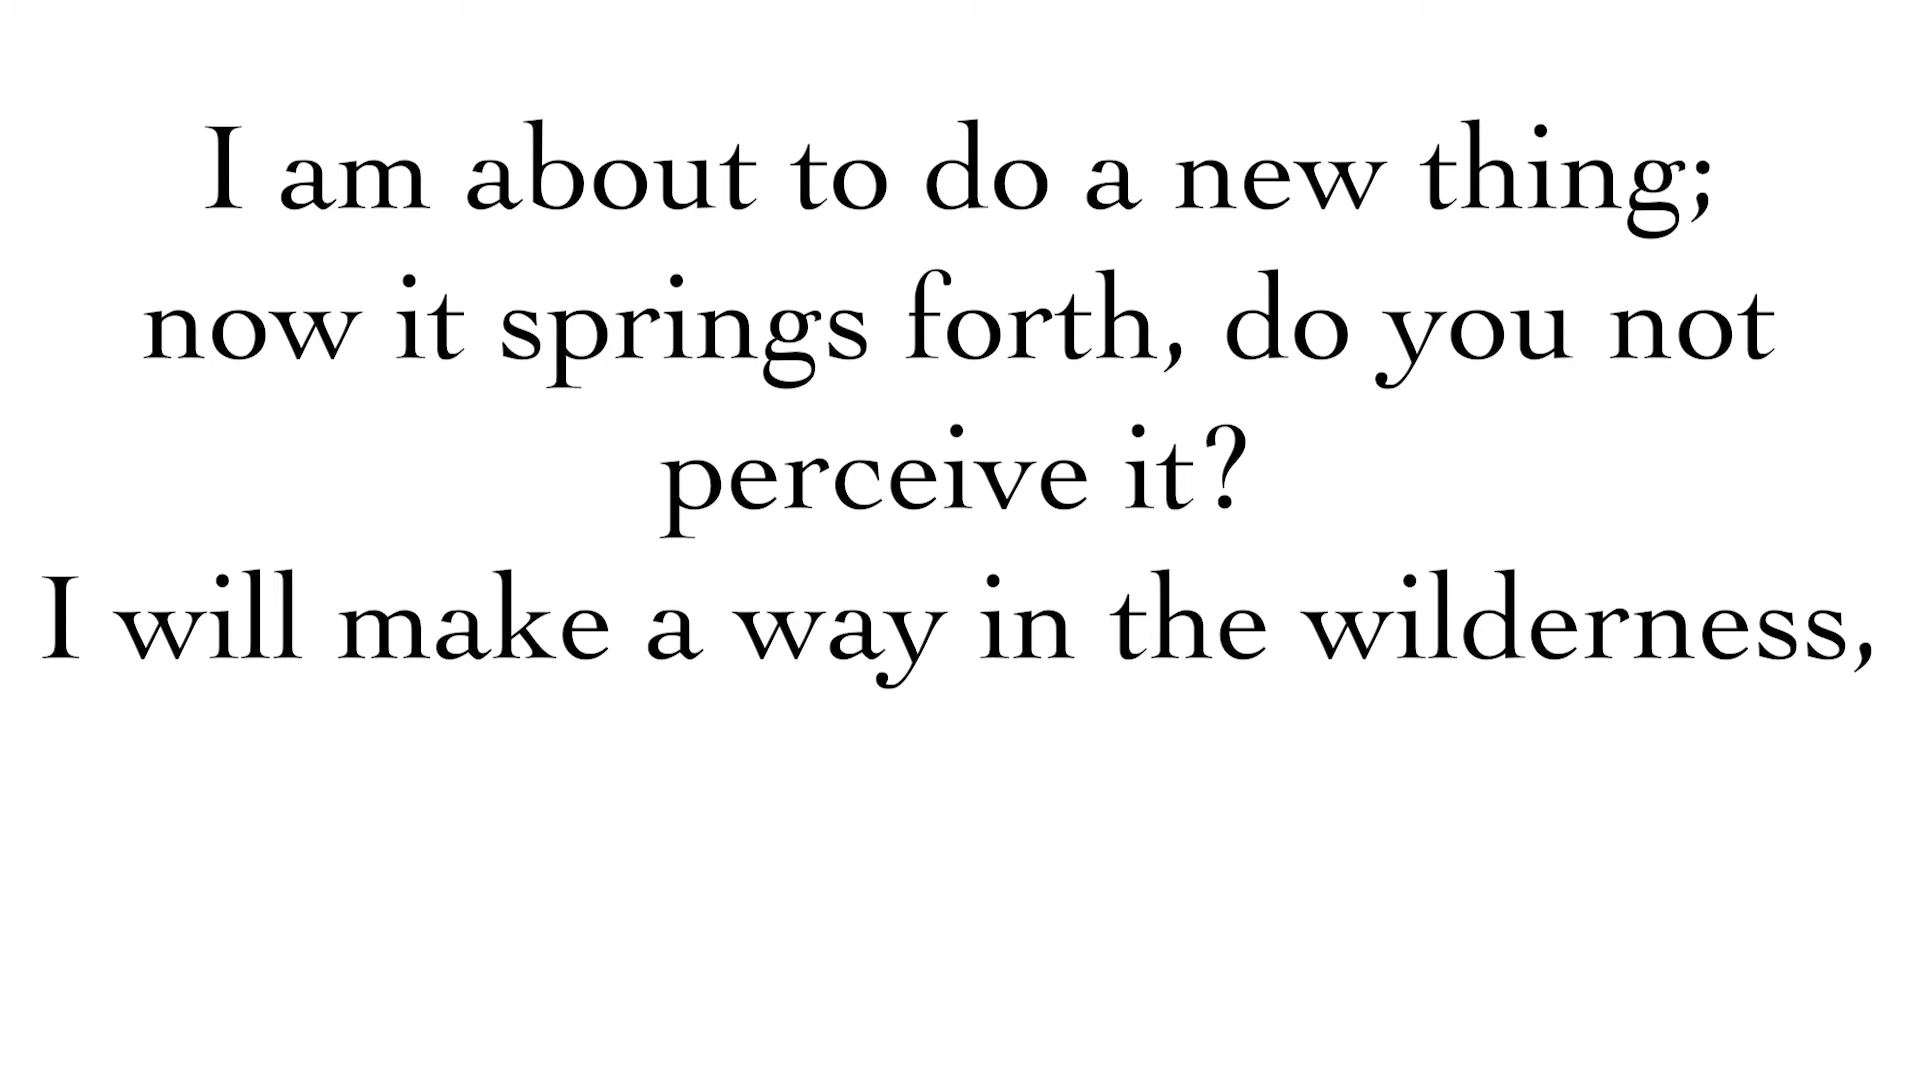 I am about to do a new thing;
now it springs forth, do you not
perceive it?
I will make a way in the wilderness,